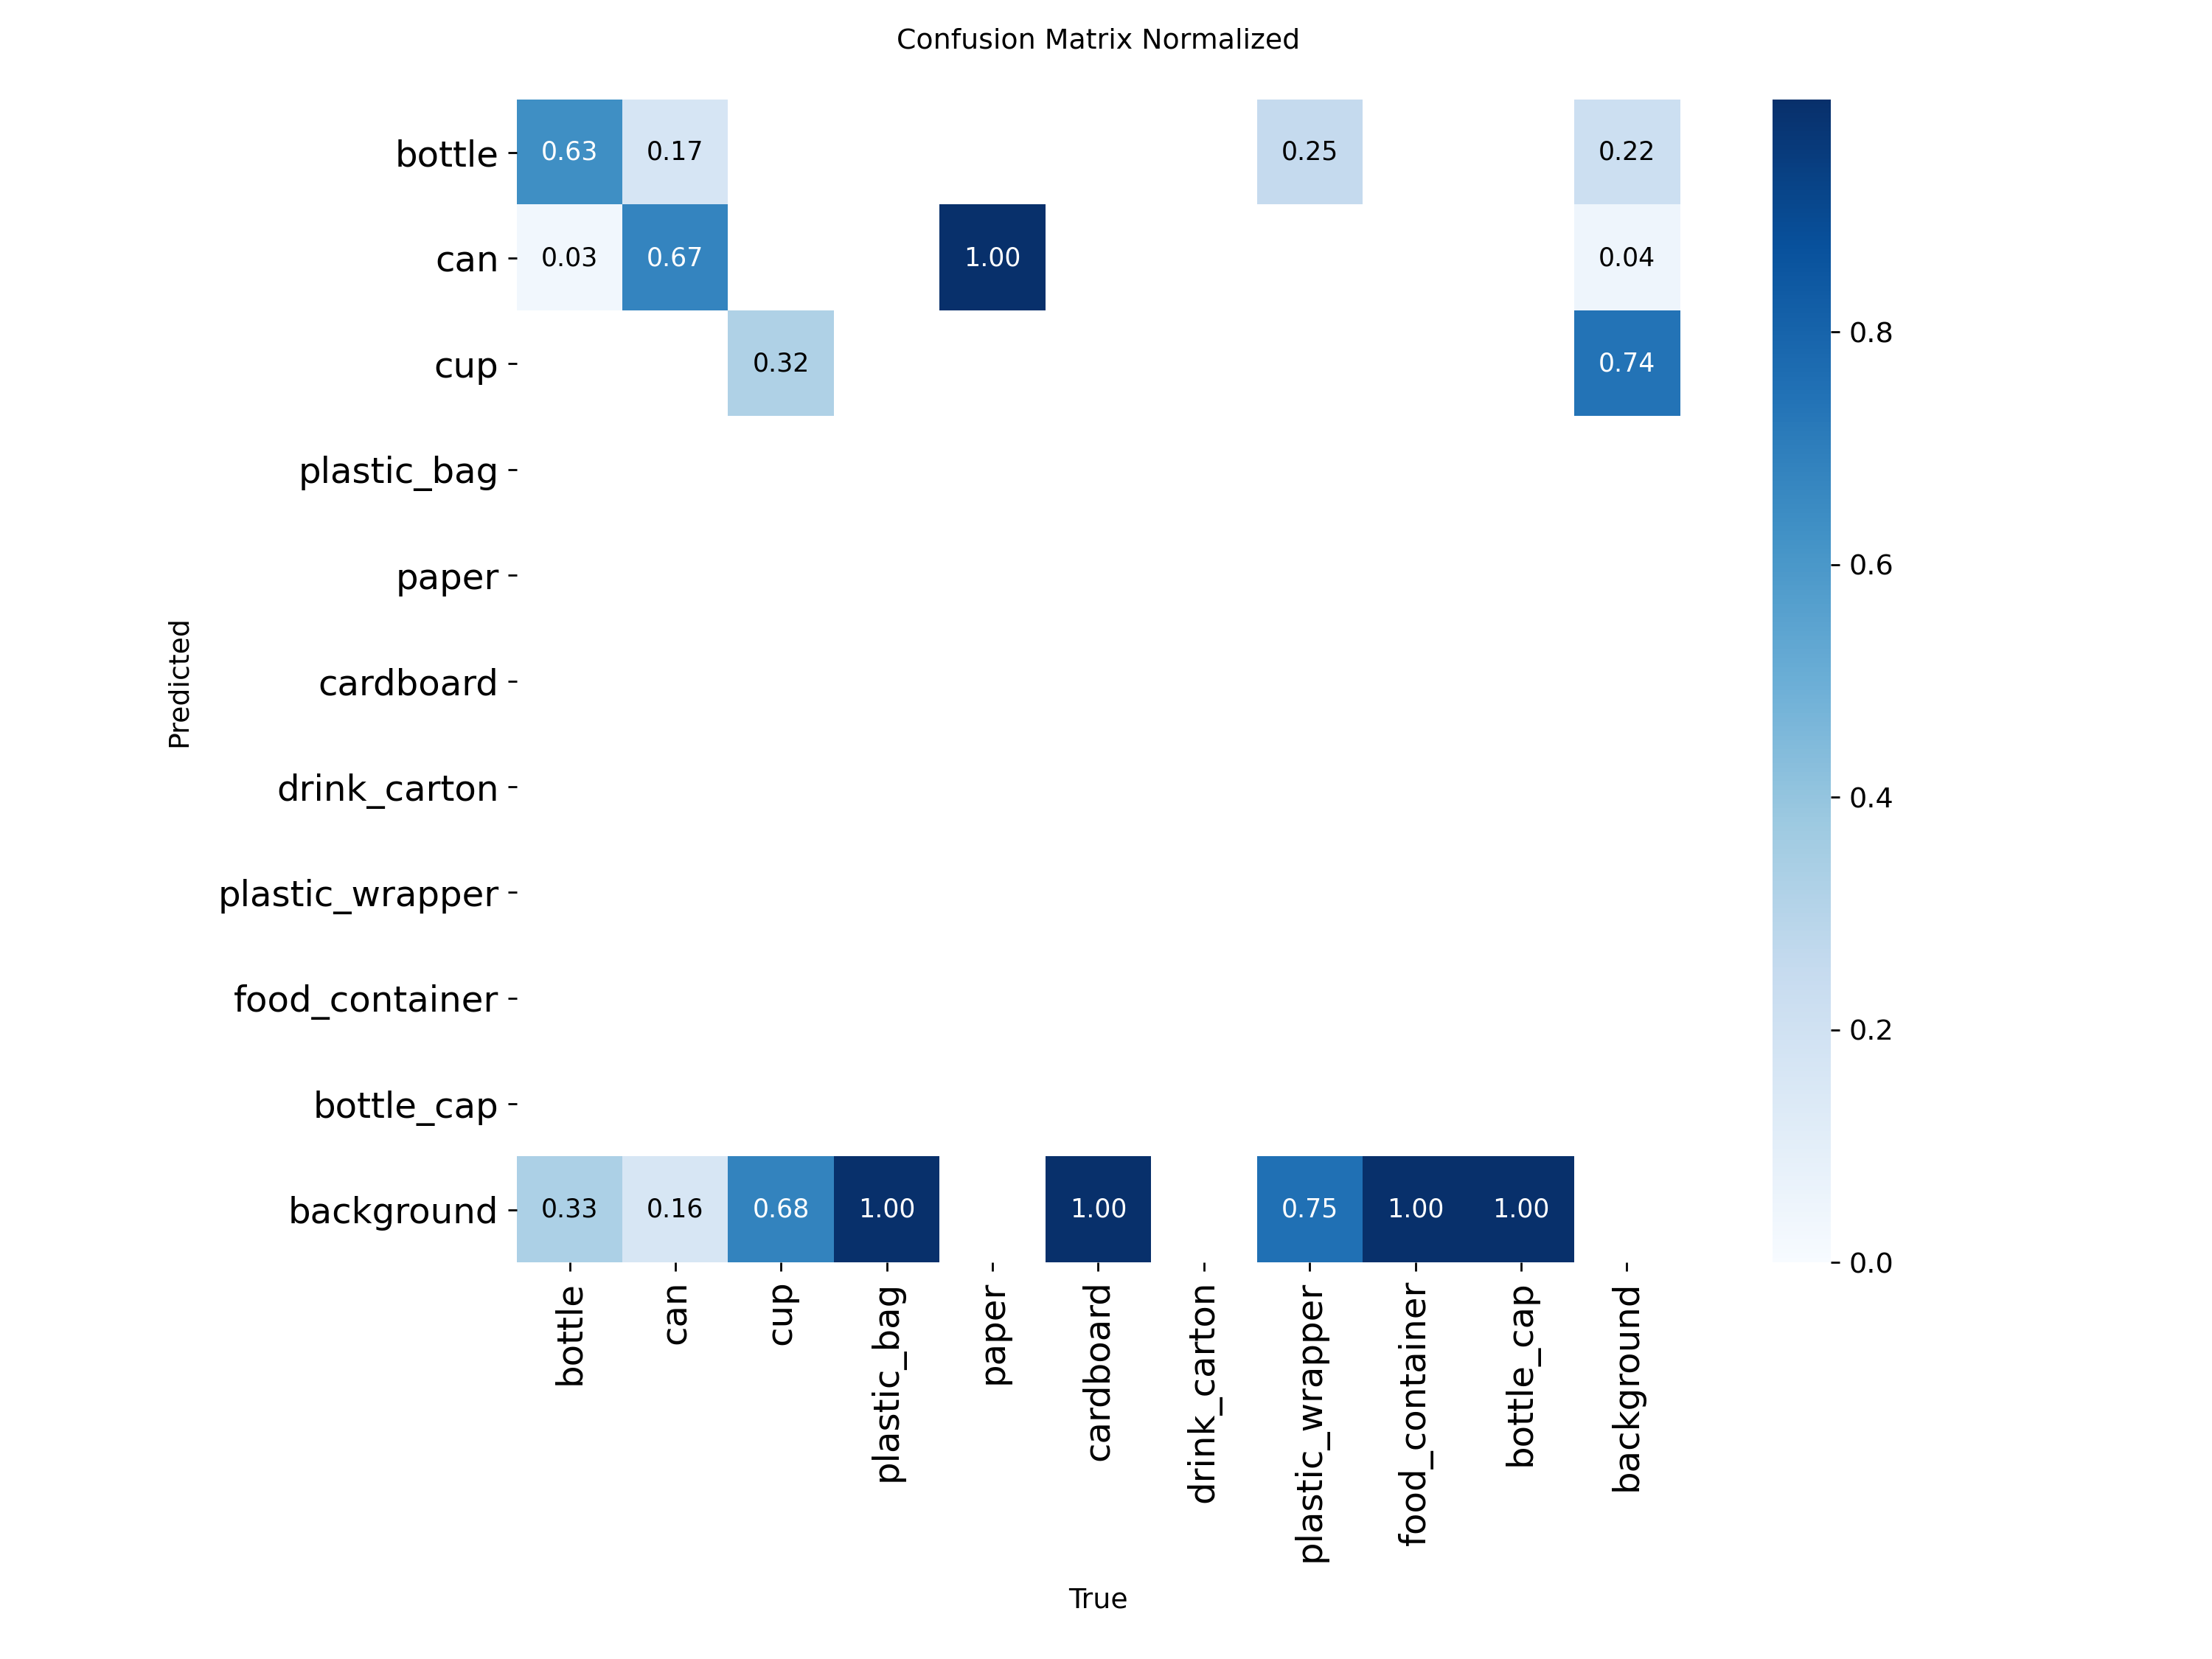 Confusion Matrix Normalized
bottle 0.63 0.17 0.25 0.22
can 0.03 0.67 1.00 0.04
cup 0.32 0.74
plastic_bag
paper
cardboard
drink_carton
plastic_wrapper
food_container
bottle_cap
background 0.33 0.16 0.68 1.00 1.00 0.75 1.00 1.00
Predicted
bottle
can
cup
plastic_bag
paper
cardboard
drink_carton
plastic_wrapper
food_container
bottle_cap
background
True
0.8
0.6
0.4
0.2
0.0